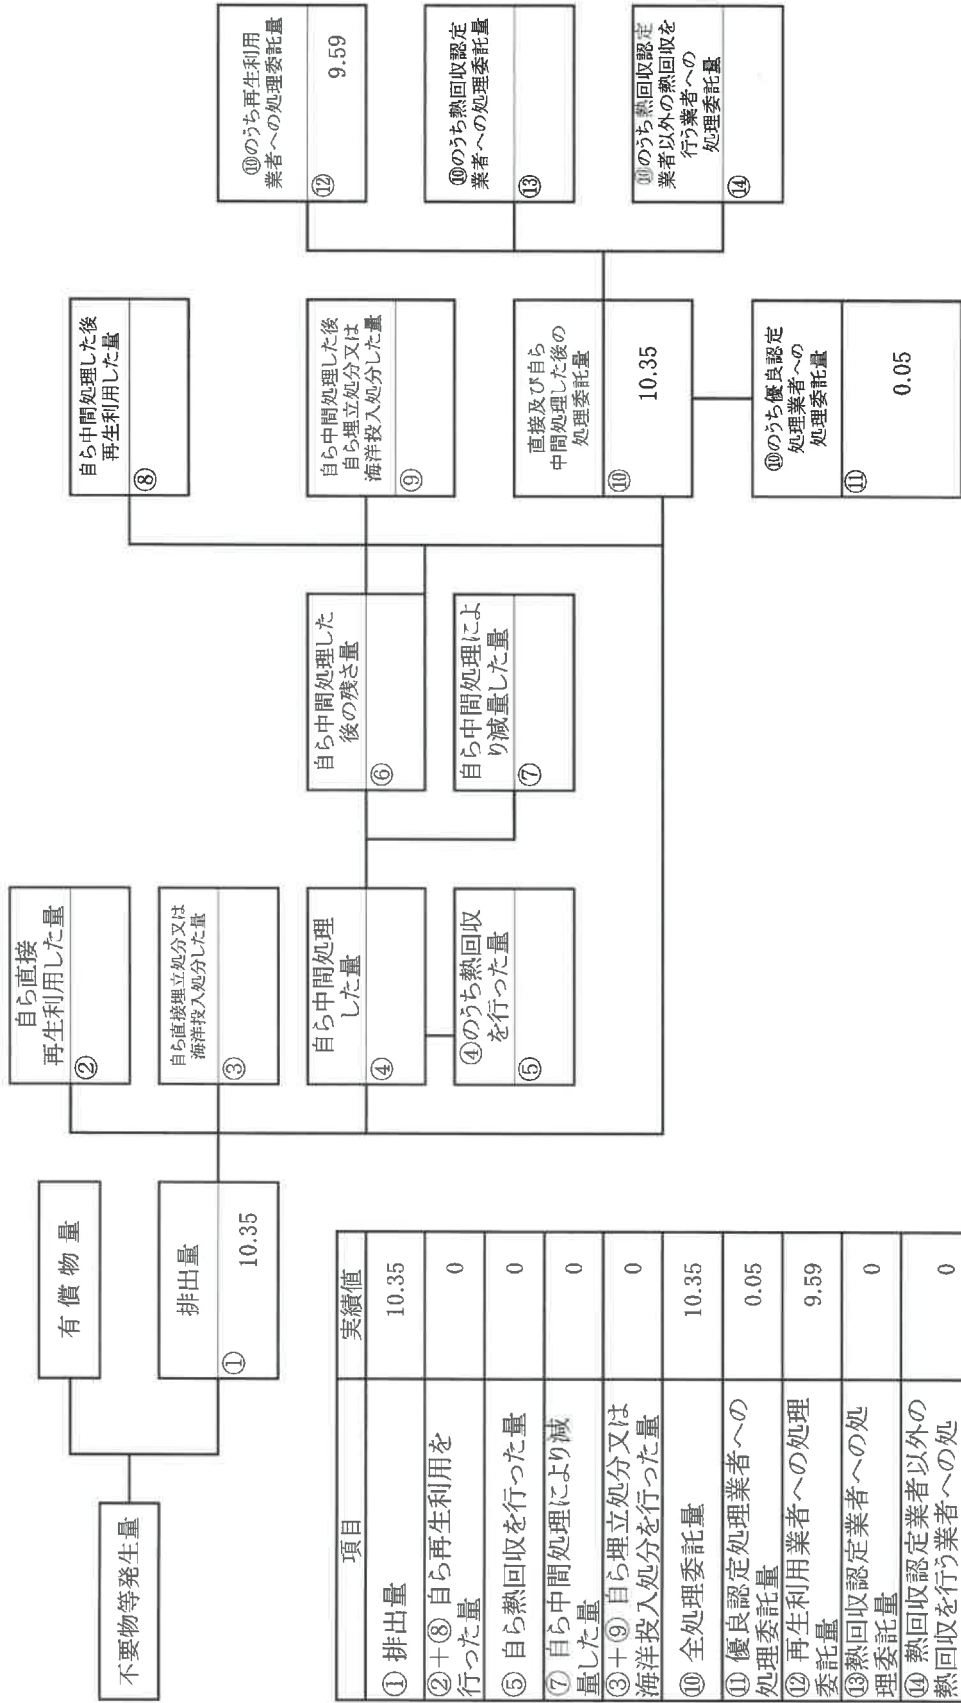 不要物等発生量
有償物量
排出量
①
10.35
自ら直接
再生利用した量
②
自ら直接埋立処分又は
海洋投入処分した量
③
自ら中間処理
した量
④
④のうち熱回収
を行った量
⑤
自ら中間処理した
後の残さ量
⑥
自ら中間処理によ
り減量した量
⑦
自ら中間処理した後
再生利用した量
⑧
自ら中間処理した後
自ら埋立処分又は
海洋投入処分した量
⑨
直接及び自ら
中間処理した後の
処理委託量
⑩
10.35
⑩のうち優良認定
処理業者への
処理委託量
⑪
0.05
⑩のうち再生利用
業者への処理委託量
⑫
9.59
⑩のうち熱回収認定
業者への処理委託量
⑬
⑩のうち熱回収認定
業者以外の熱回収を
行う業者への
処理委託量
⑭
項目 実績値
① 排出量 10.35
②+⑧ 自ら再生利用を
行った量 0
⑤ 自ら熱回収を行った量 0
⑦ 自ら中間処理により減
量した量 0
③+⑨ 自ら埋立処分又は
海洋投入処分を行った量 0
⑩ 全処理委託量 10.35
⑪ 優良認定処理業者への
処理委託量 0.05
⑫ 再生利用業者への処理
委託量 9.59
⑬熱回収認定業者への処
理委託量 0
⑭ 熱回収認定業者以外の
熱回収を行う業者への処 0